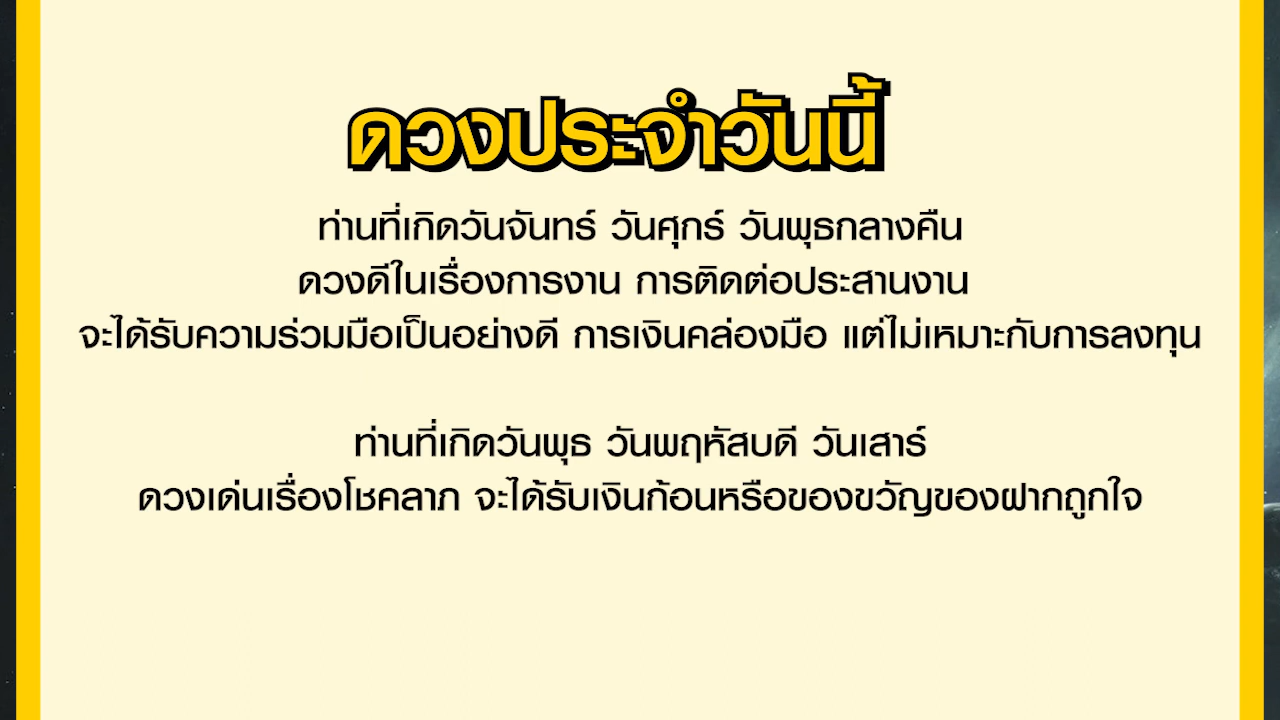 ดวงประจำวันนี้
ท่านที่เกิดวันจันทร์ วันศุกร์ วันพุธกลางคืน
ดวงดีในเรื่องการงาน การติดต่อประสานงาน
จะได้รับความร่วมมือเป็นอย่างดี การเงินคล่องมือ แต่ไม่เหมาะกับการลงทุน
ท่านที่เกิดวันพุธ วันพฤหัสบดี วันเสาร์
ดวงเด่นเรื่องโชคลาภ จะได้รับเงินก้อนหรือของขวัญของฝากถูกใจ